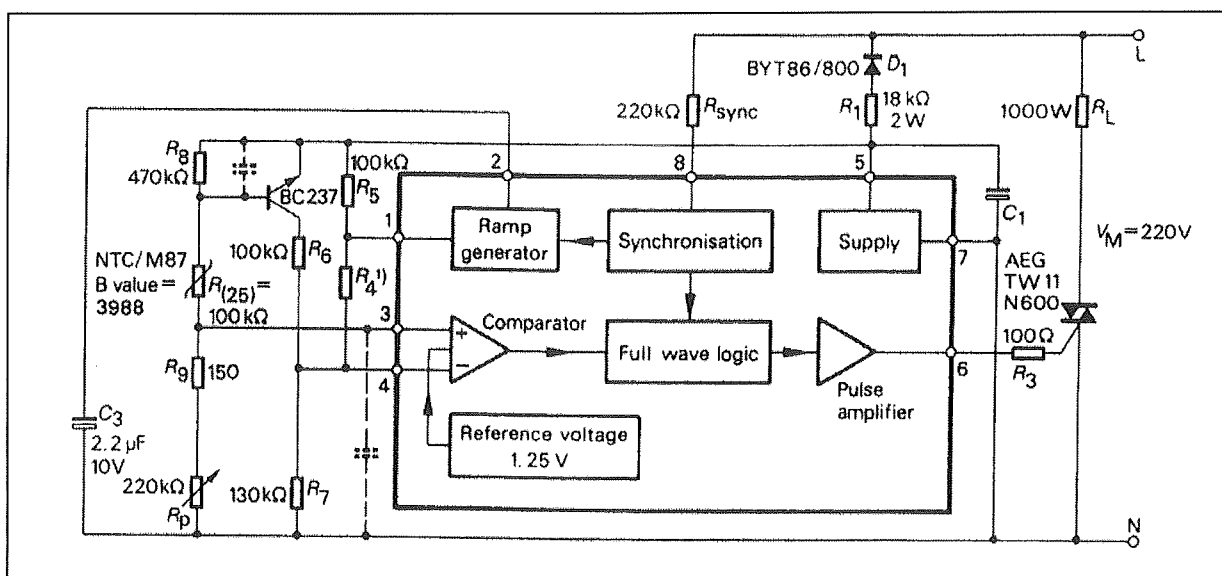 L
BYT86/800 D1
220kΩ Rsync
R1 18 kΩ
2 W
1000W RL
R8
470kΩ
100kΩ
R5
2
8
5
BC237
C1
1
Ramp
generator
Synchronisation
Supply
7
VM = 220V
100kΩ R6
NTC/M87
B value =
3988
R(25) =
100kΩ
R4 1)
AEG
TW 11
N600
3
Comparator
+
−
Full wave logic
100Ω
R3
6
R9 150
4
Pulse
amplifier
C3
2.2 µF
10V
Reference voltage
1.25 V
220kΩ
Rp
130kΩ R7
N